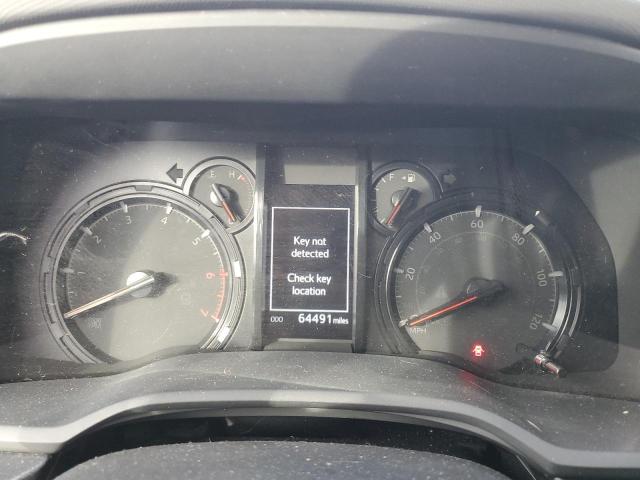 E H
F
1 2 3 4 5 6 7
Key not
detected
Check key
location
ODO 64491 miles
20 40 60 80 100 120
MPH